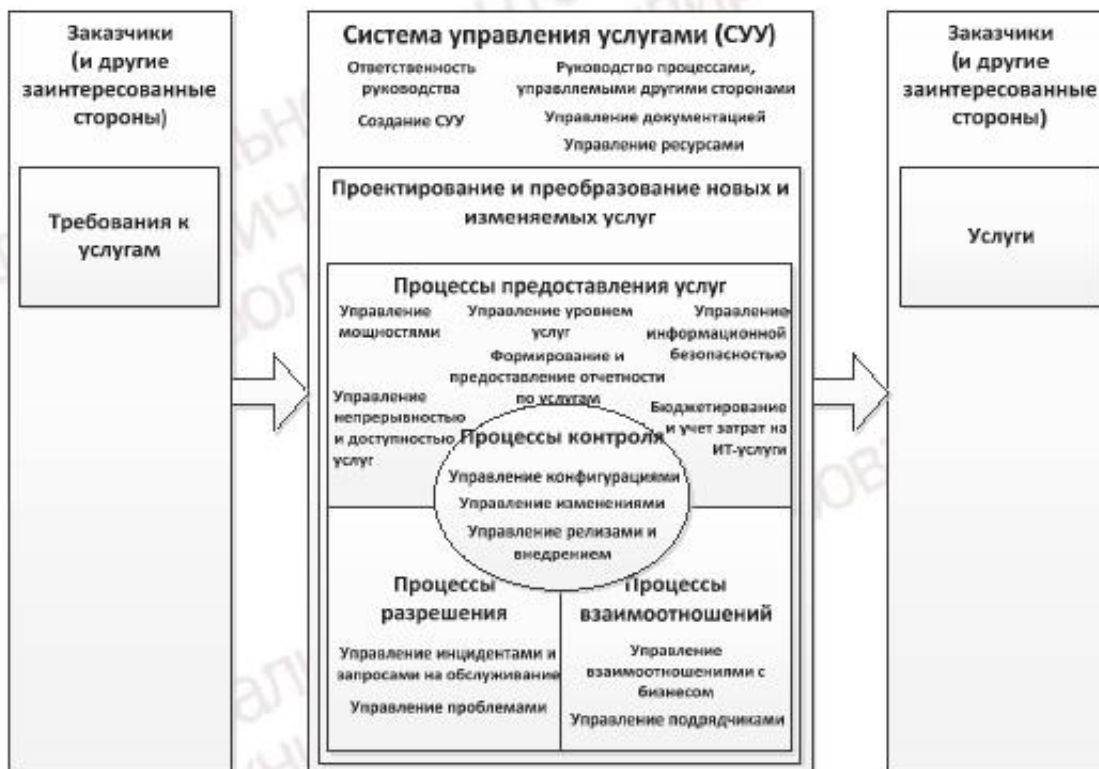 Заказчики
(и другие
заинтересованные
стороны)
Требования к
услугам
Система управления услугами (СУУ)
Ответственность
руководства
Создание СУУ
Руководство процессами,
управляемыми другими сторонами
Управление документацией
Управление ресурсами
Проектирование и преобразование новых и
изменяемых услуг
Процессы предоставления услуг
Управление
мощностями
Управление уровнем
услуг
Управление
информационной
безопасностью
Формирование и
предоставление отчетности
по услугам
Управление
непрерывностью
и доступностью
услуг
Бюджетирование
и учет затрат на
ИТ-услуги
Процессы контроля
Управление конфигурациями
Управление изменениями
Управление релизами и
внедрением
Процессы
разрешения
Управление инцидентами и
запросами на обслуживание
Управление проблемами
Процессы
взаимоотношений
Управление
взаимоотношениями с
бизнесом
Управление подрядчиками
Заказчики
(и другие
заинтересованные
стороны)
Услуги